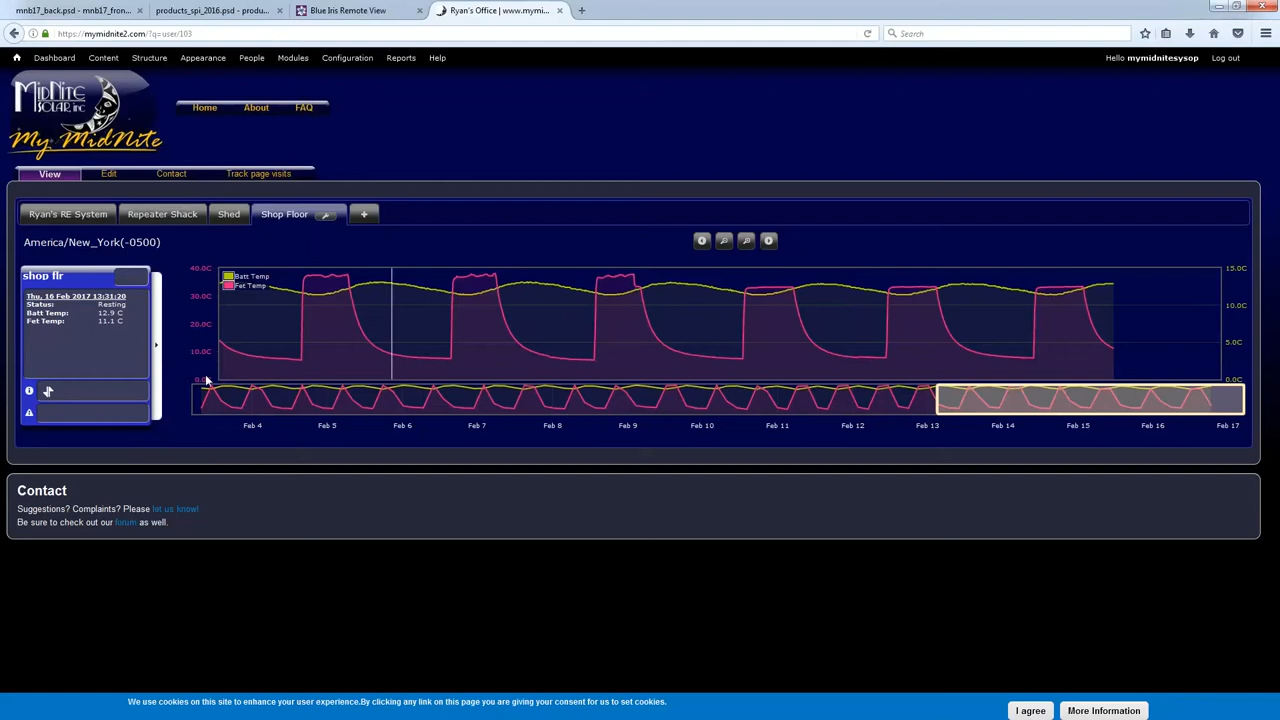 mnb17_back.psd - mnb17_fron...
products_spi_2016.psd - produ...
Blue Iris Remote View
Ryan's Office | www.mymi...
https://mymidnite2.com/?q=user/103
Search
Dashboard Content Structure Appearance People Modules Configuration Reports Help
Hello mymidnitesysop Log out
MIDNITE SOLAR, INC
My MidNite
Home About FAQ
View Edit Contact Track page visits
Ryan's RE System Repeater Shack Shed Shop Floor +
America/New_York(-0500)
shop flr
Thu, 16 Feb 2017 13:31:20
Status: Resting
Batt Temp: 12.9 C
Fet Temp: 11.1 C
Batt Temp
Fet Temp
40.0C
30.0C
20.0C
10.0C
15.0C
10.0C
5.0C
0.0C
Feb 4 Feb 5 Feb 6 Feb 7 Feb 8 Feb 9 Feb 10 Feb 11 Feb 12 Feb 13 Feb 14 Feb 15 Feb 16 Feb 17
Contact
Suggestions? Complaints? Please let us know!
Be sure to check out our forum as well.
We use cookies on this site to enhance your user experience.By clicking any link on this page you are giving your consent for us to set cookies.
I agree
More Information